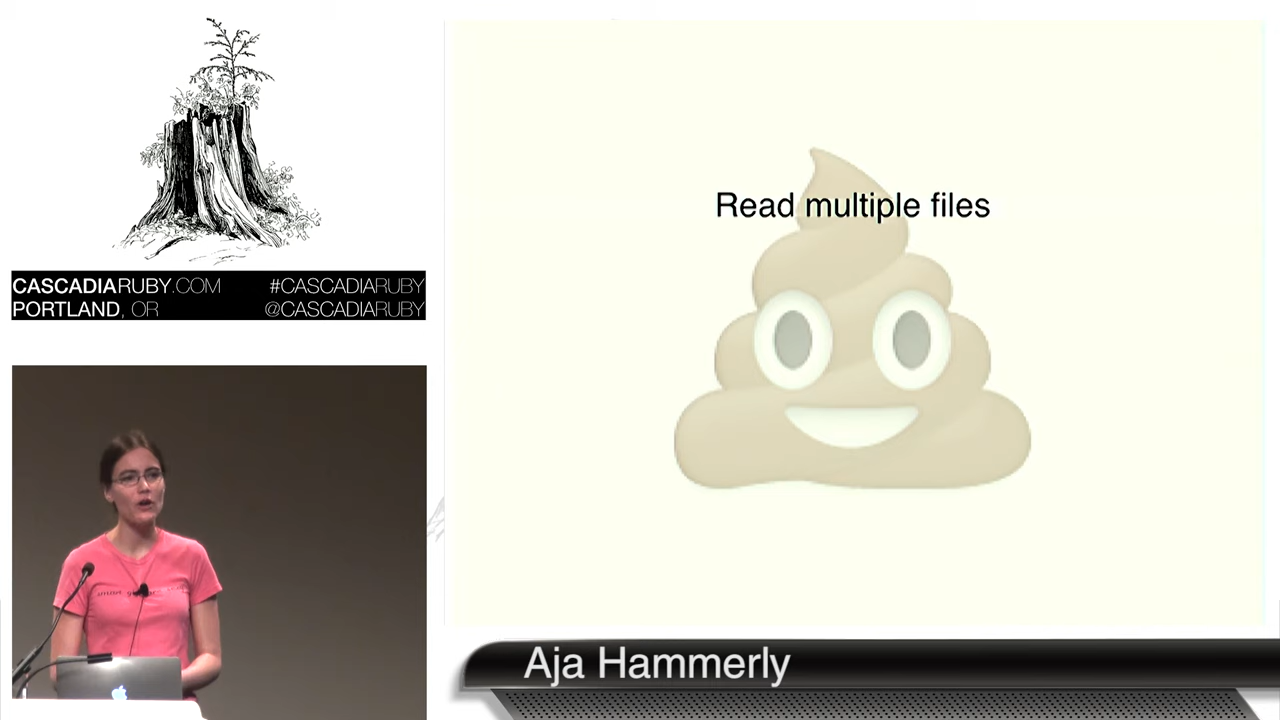 CASCADIARUBY.COM #CASCADIARUBY
PORTLAND, OR @CASCADIARUBY
Read multiple files
Aja Hammerly